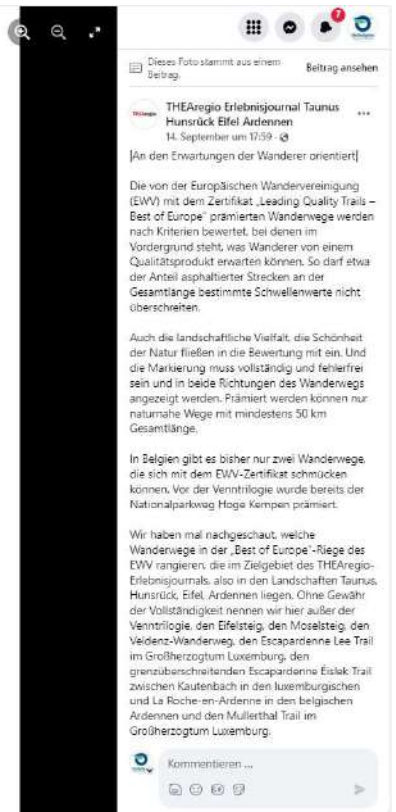 7
Dieses Foto stammt aus einem
Beitrag.
Beitrag ansehen
THEAregio Erlebnisjournal Taunus
Hunsrück Eifel Ardennen
14. September um 17:59
|An den Erwartungen der Wanderer orientiert|
Die von der Europäischen Wandervereinigung
(EWV) mit dem Zertifikat „Leading Quality Trails –
Best of Europe" prämierten Wanderwege werden
nach Kriterien bewertet, bei denen im
Vordergrund steht, was Wanderer von einem
Qualitätsprodukt erwarten können. So darf etwa
der Anteil asphaltierter Strecken an der
Gesamtlänge bestimmte Schwellenwerte nicht
überschreiten.
Auch die landschaftliche Vielfalt, die Schönheit
der Natur fließen in die Bewertung mit ein. Und
die Markierung muss vollständig und fehlerfrei
sein und in beide Richtungen des Wanderwegs
angezeigt werden. Prämiert werden können nur
naturnahe Wege mit mindestens 50 km
Gesamtlänge.
In Belgien gibt es bisher nur zwei Wanderwege,
die sich mit dem EWV-Zertifikat schmücken
können. Vor der Venntrilogie wurde bereits der
Nationalparkweg Hoge Kempen prämiert.
Wir haben mal nachgeschaut, welche
Wanderwege in der „Best of Europe"-Riege des
EWV rangieren, die im Zielgebiet des THEAregio-
Erlebnisjournals, also in den Landschaften Taunus,
Hunsrück, Eifel, Ardennen liegen. Ohne Gewähr
der Vollständigkeit nennen wir hier außer der
Venntrilogie, den Eifelsteig, den Moselsteig, den
Veldenz-Wanderweg, den Escapardenne Lee Trail
im Großherzogtum Luxemburg, den
grenzüberschreitenden Escapardenne Éislek Trail
zwischen Kautenbach in den luxemburgischen
und La Roche-en-Ardenne in den belgischen
Ardennen und den Mullerthal Trail im
Großherzogtum Luxemburg.
Kommentieren ...